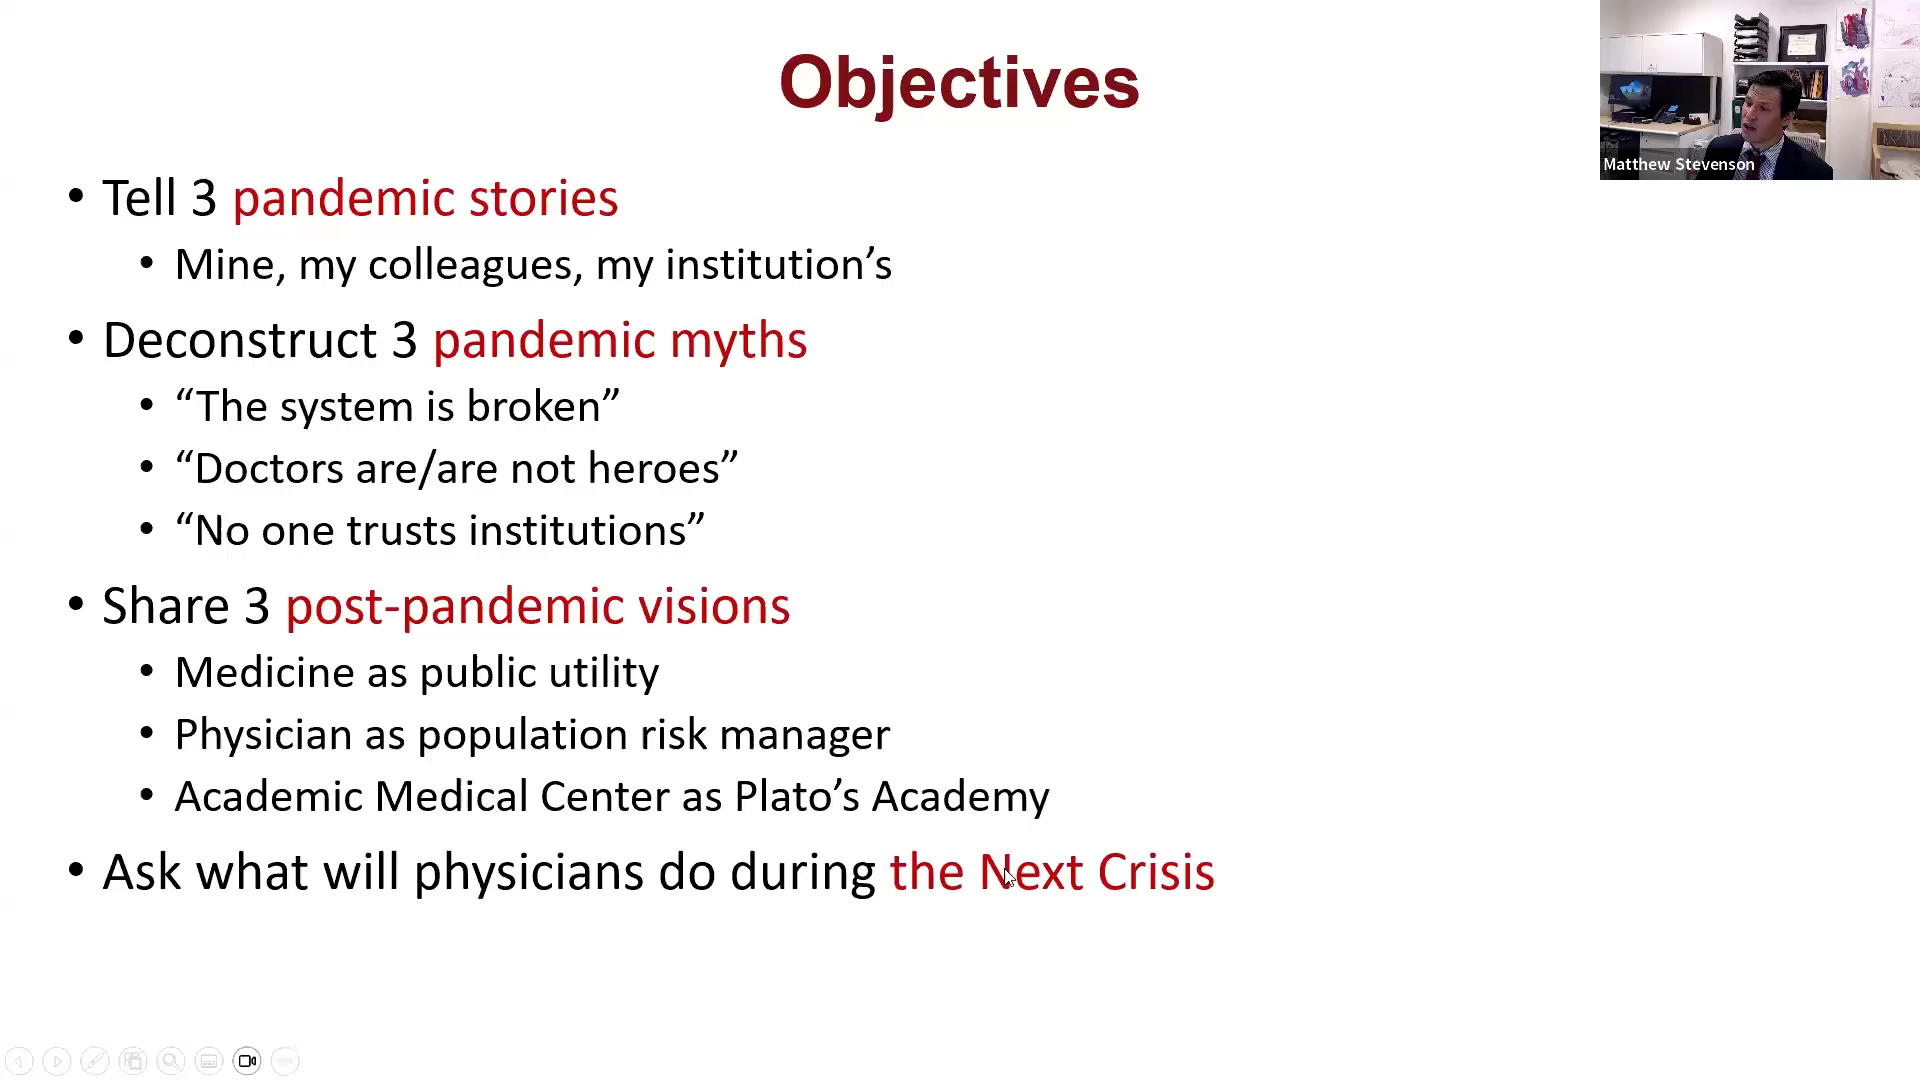 Objectives
Matthew Stevenson
• Tell 3 pandemic stories
• Mine, my colleagues, my institution’s
• Deconstruct 3 pandemic myths
• “The system is broken”
• “Doctors are/are not heroes”
• “No one trusts institutions”
• Share 3 post-pandemic visions
• Medicine as public utility
• Physician as population risk manager
• Academic Medical Center as Plato’s Academy
• Ask what will physicians do during the Next Crisis